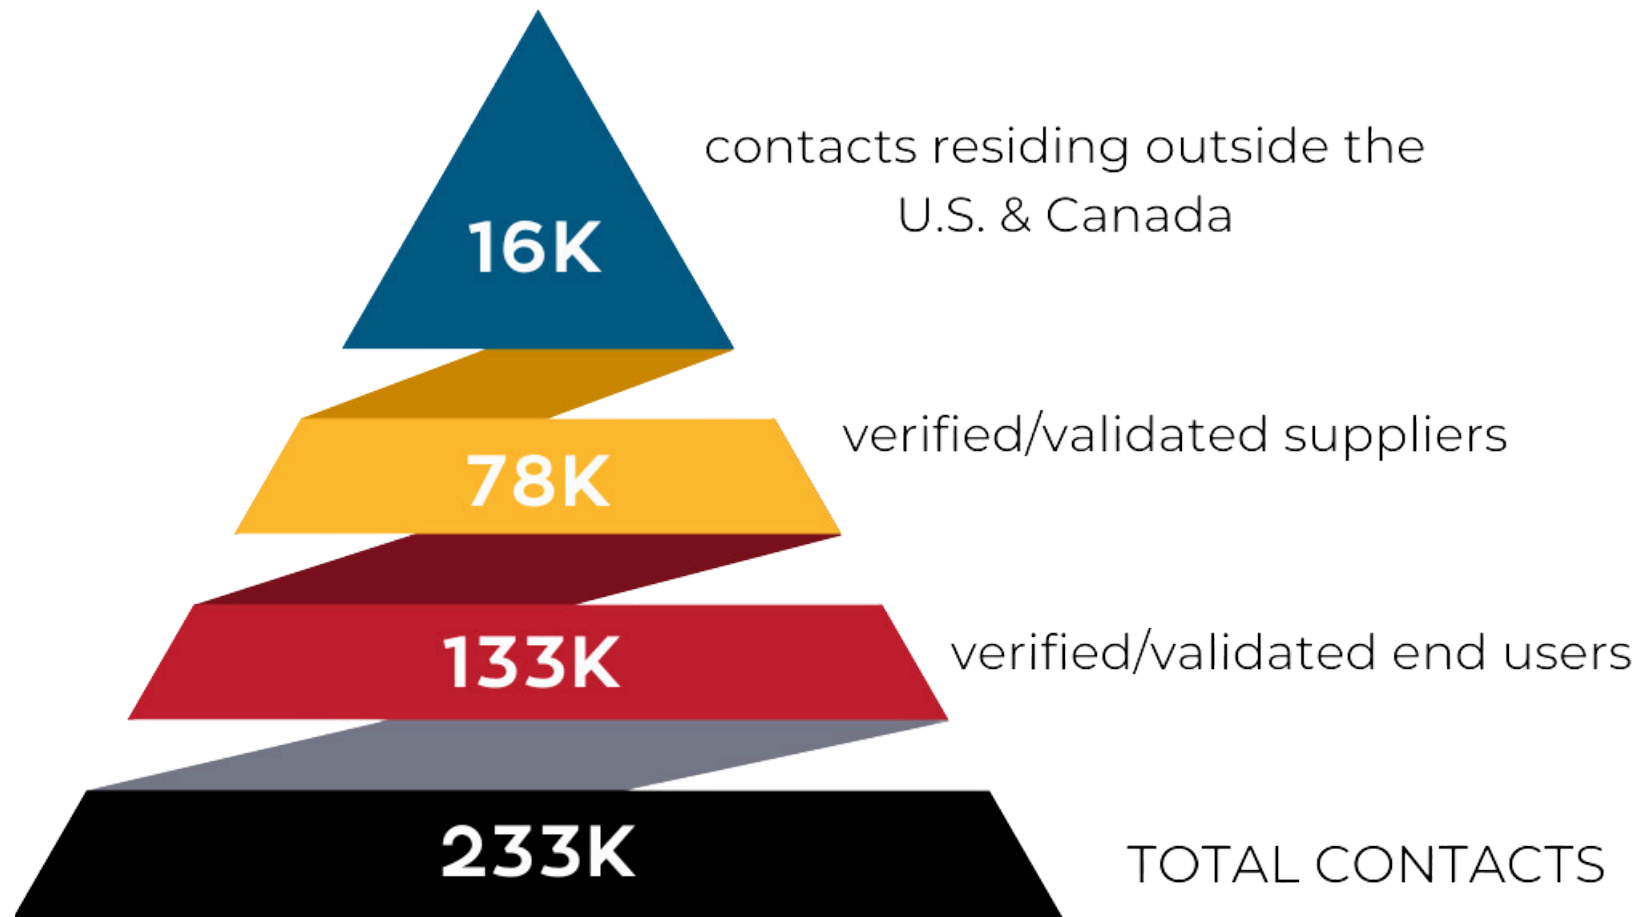 16K
contacts residing outside the
U.S. & Canada
78K
verified/validated suppliers
133K
verified/validated end users
233K
TOTAL CONTACTS